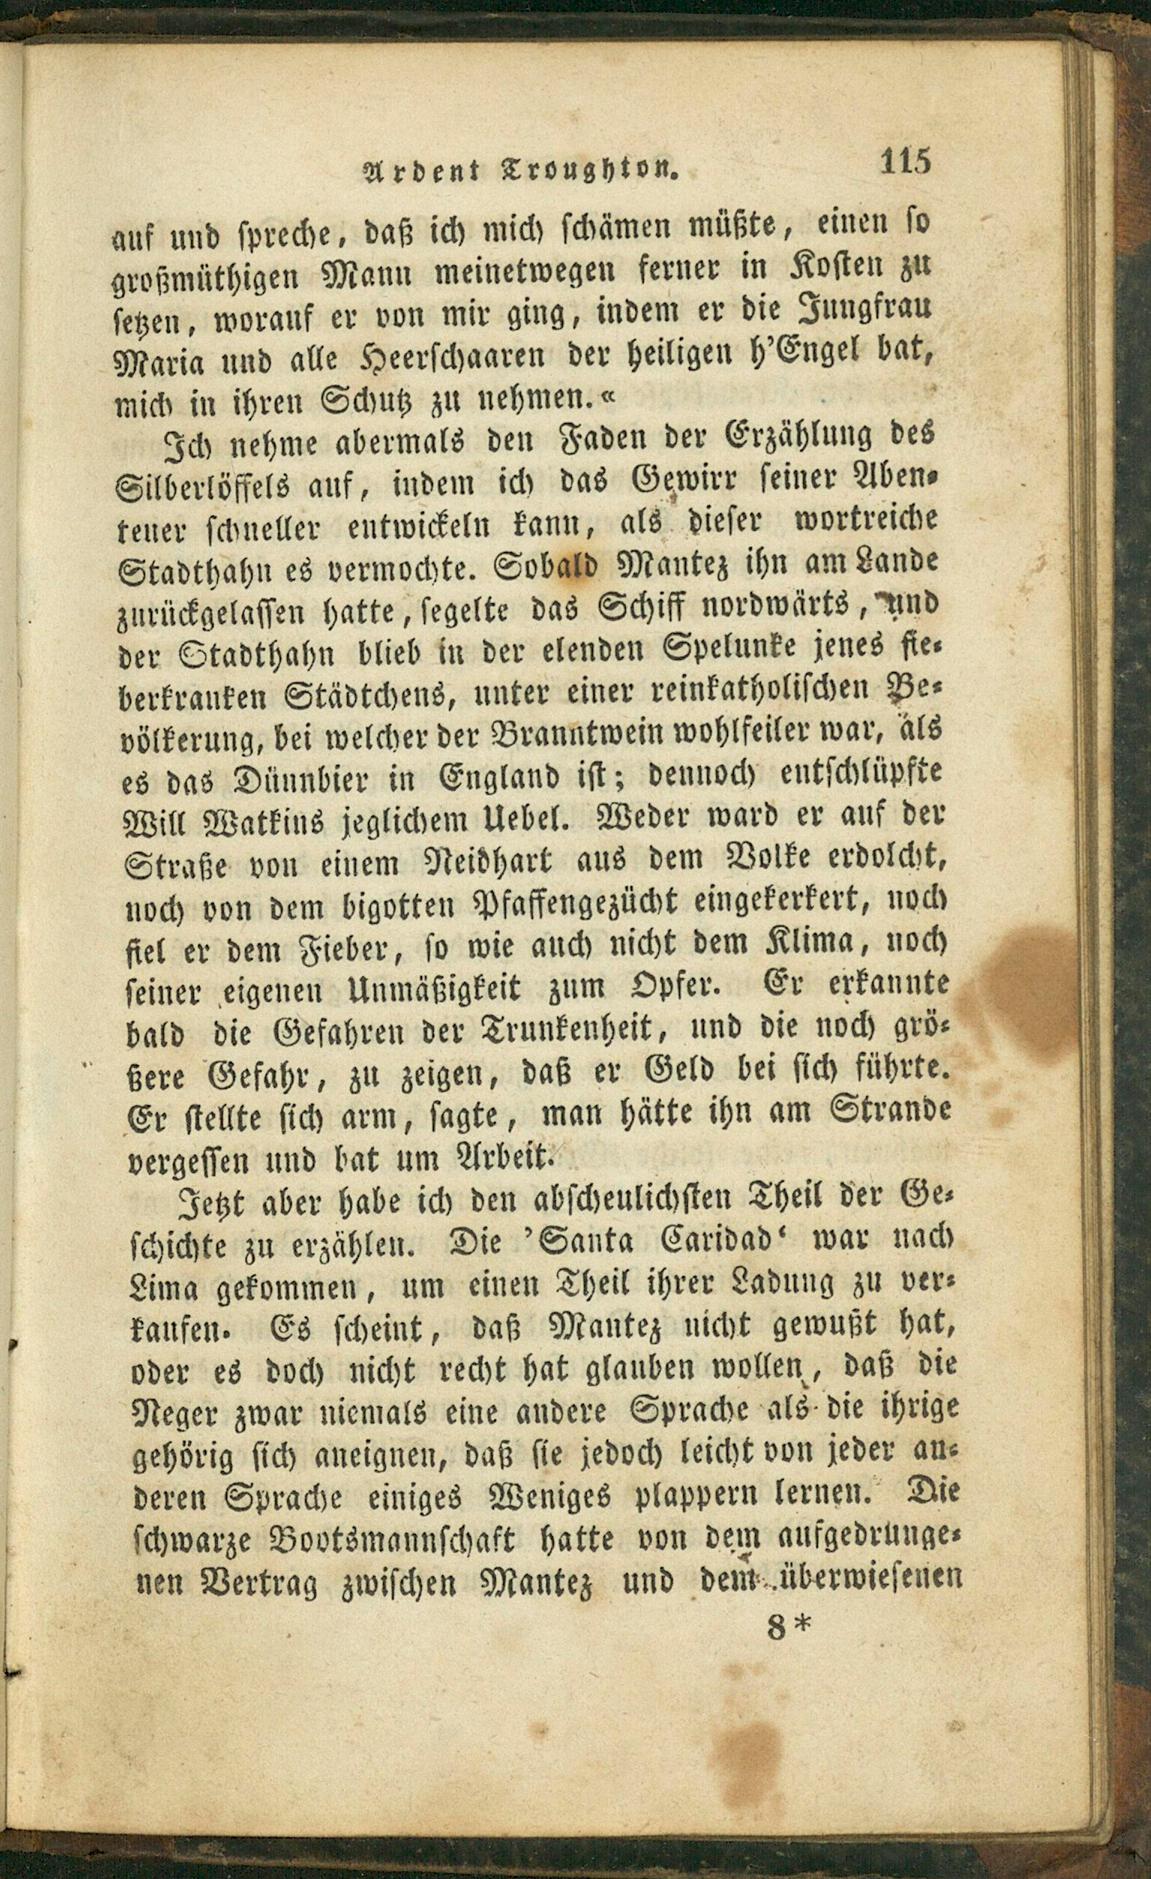 Ardent Troughton. 115
auf und spreche, daß ich mich schämen müßte, einen so
großmüthigen Mann meinetwegen ferner in Kosten zu
setzen, worauf er von mir ging, indem er die Jungfrau
Maria und alle Heerschaaren der heiligen h'Engel bat,
mich in ihren Schutz zu nehmen.«
Ich nehme abermals den Faden der Erzählung des
Silberlöffels auf, indem ich das Gewirr seiner Aben-
teuer schneller entwickeln kann, als dieser wortreiche
Stadthahn es vermochte. Sobald Mantez ihn am Lande
zurückgelassen hatte, segelte das Schiff nordwärts, und
der Stadthahn blieb in der elenden Spelunke jenes fie-
berkranken Städtchens, unter einer reinkatholischen Be-
völkerung, bei welcher der Branntwein wohlfeiler war, als
es das Dünnbier in England ist; dennoch entschlüpfte
Will Watkins jeglichem Uebel. Weder ward er auf der
Straße von einem Neidhart aus dem Volke erdolcht,
noch von dem bigotten Pfaffengezücht eingekerkert, noch
fiel er dem Fieber, so wie auch nicht dem Klima, noch
seiner eigenen Unmäßigkeit zum Opfer. Er erkannte
bald die Gefahren der Trunkenheit, und die noch grö-
ßere Gefahr, zu zeigen, daß er Geld bei sich führte.
Er stellte sich arm, sagte, man hätte ihn am Strande
vergessen und bat um Arbeit.
Jetzt aber habe ich den abscheulichsten Theil der Ge-
schichte zu erzählen. Die ’Santa Caridad‘ war nach
Lima gekommen, um einen Theil ihrer Ladung zu ver-
kaufen. Es scheint, daß Mantez nicht gewußt hat,
oder es doch nicht recht hat glauben wollen, daß die
Neger zwar niemals eine andere Sprache als die ihrige
gehörig sich aneignen, daß sie jedoch leicht von jeder an-
deren Sprache einiges Weniges plappern lernen. Die
schwarze Bootsmannschaft hatte von dem aufgedrunge-
nen Vertrag zwischen Mantez und dem überwiesenen
8*